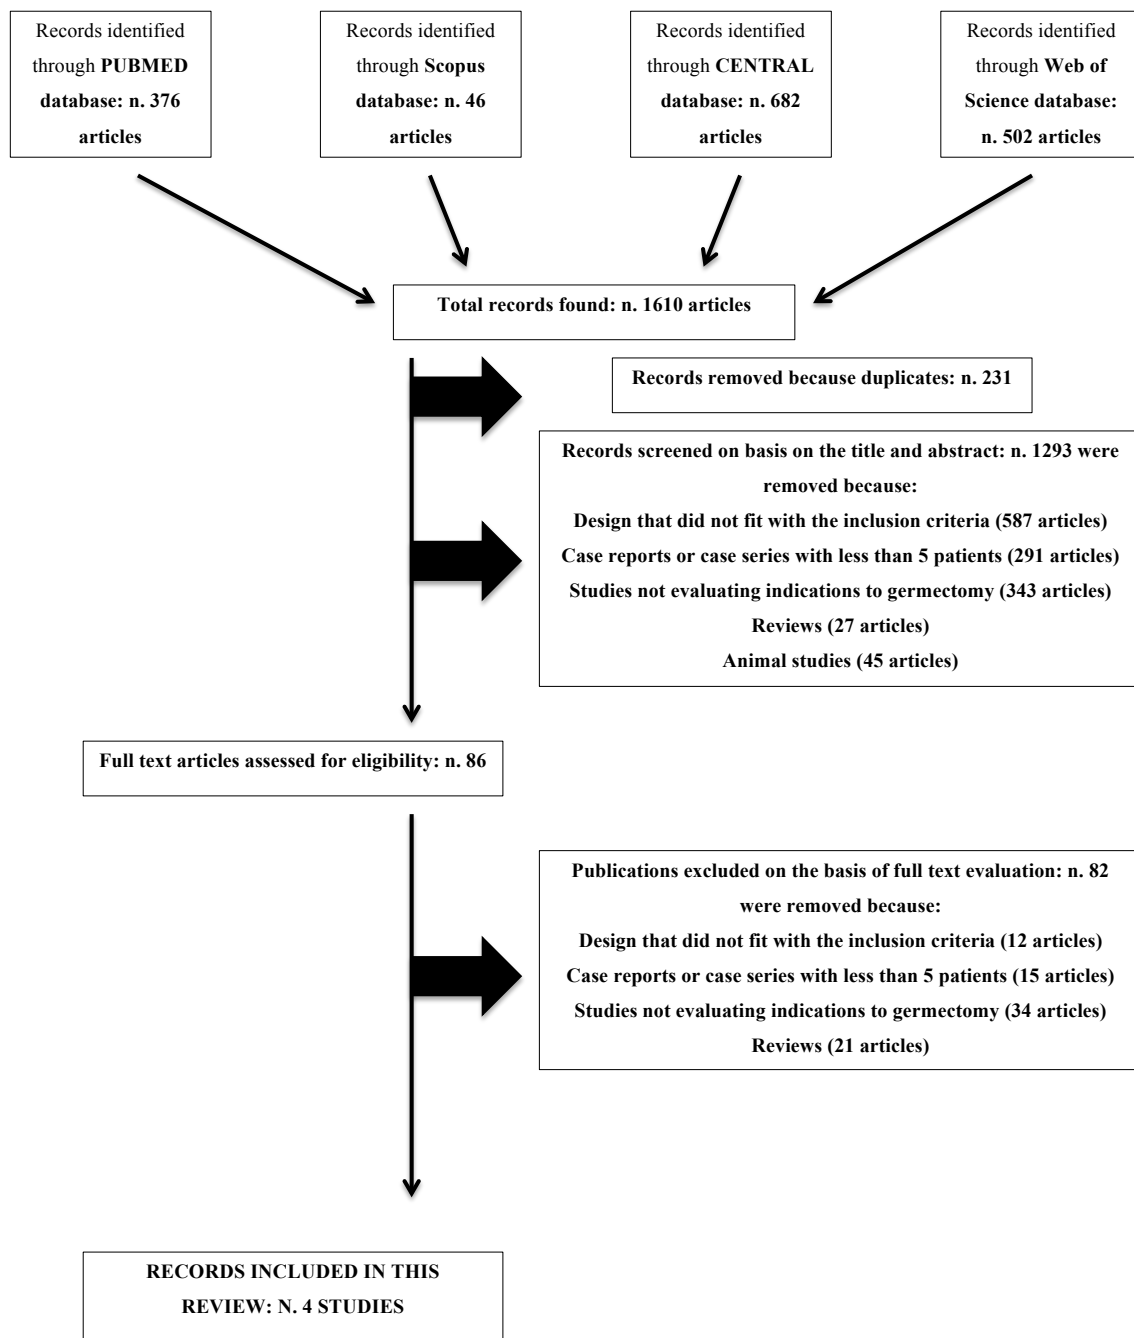 Records identified
through PUBMED
database: n. 376
articles
Records identified
through Scopus
database: n. 46
articles
Records identified
through CENTRAL
database: n. 682
articles
Records identified
through Web of
Science database:
n. 502 articles
Total records found: n. 1610 articles
Records removed because duplicates: n. 231
Records screened on basis on the title and abstract: n. 1293 were
removed because:
Design that did not fit with the inclusion criteria (587 articles)
Case reports or case series with less than 5 patients (291 articles)
Studies not evaluating indications to germectomy (343 articles)
Reviews (27 articles)
Animal studies (45 articles)
Full text articles assessed for eligibility: n. 86
Publications excluded on the basis of full text evaluation: n. 82
were removed because:
Design that did not fit with the inclusion criteria (12 articles)
Case reports or case series with less than 5 patients (15 articles)
Studies not evaluating indications to germectomy (34 articles)
Reviews (21 articles)
RECORDS INCLUDED IN THIS
REVIEW: N. 4 STUDIES